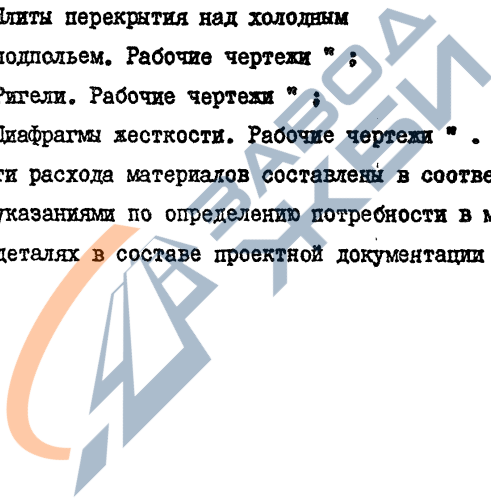 Плиты перекрытия над холодным
подпольем. Рабочие чертежи " ;
Ригели. Рабочие чертежи " ;
Диафрагмы жесткости. Рабочие чертежи " .
ти расхода материалов составлены в соотве
указаниями по определению потребности в м
деталях в составе проектной документации
ЗАВОД
ЖБИ